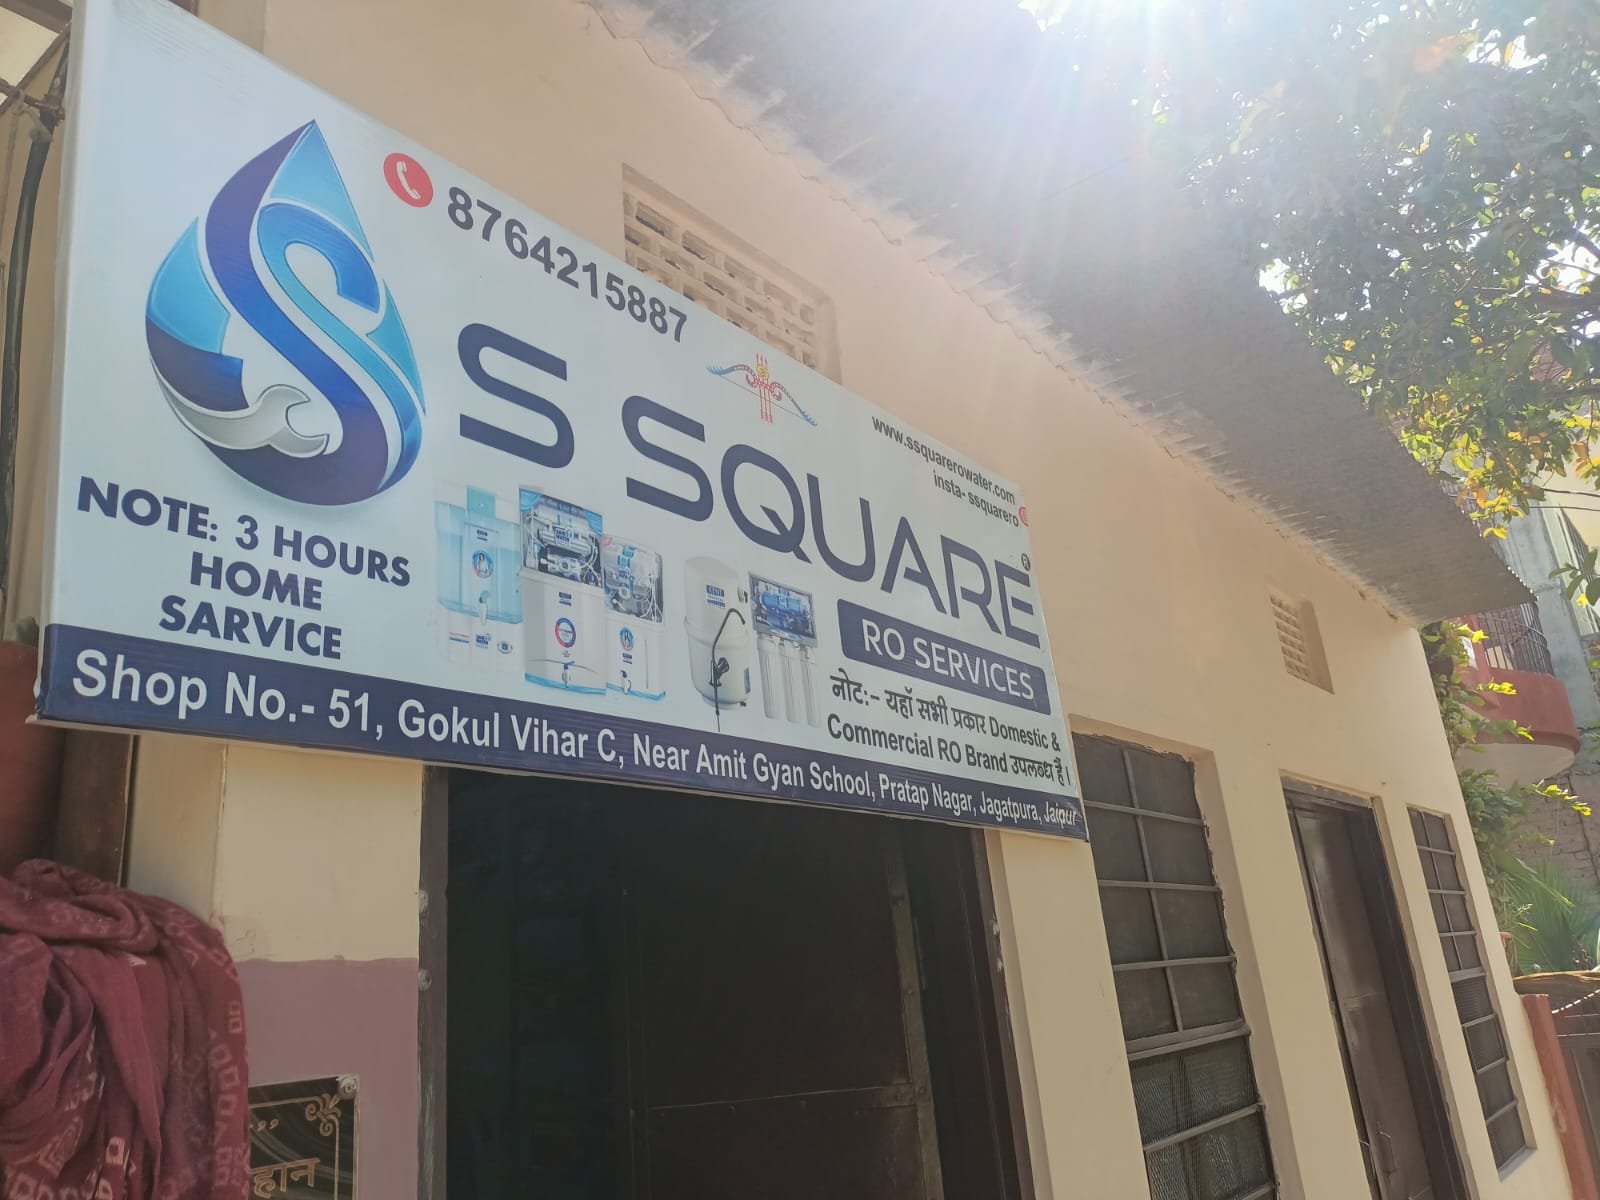 8764215887
S SQUARE®
www.ssquarerowater.com
insta- ssquarero
RO SERVICES
NOTE: 3 HOURS
HOME
SARVICE
नोट:- यहाँ सभी प्रकार Domestic &
Commercial RO Brand उपलब्ध हैं।
Shop No.- 51, Gokul Vihar C, Near Amit Gyan School, Pratap Nagar, Jagatpura, Jaipur
KENT